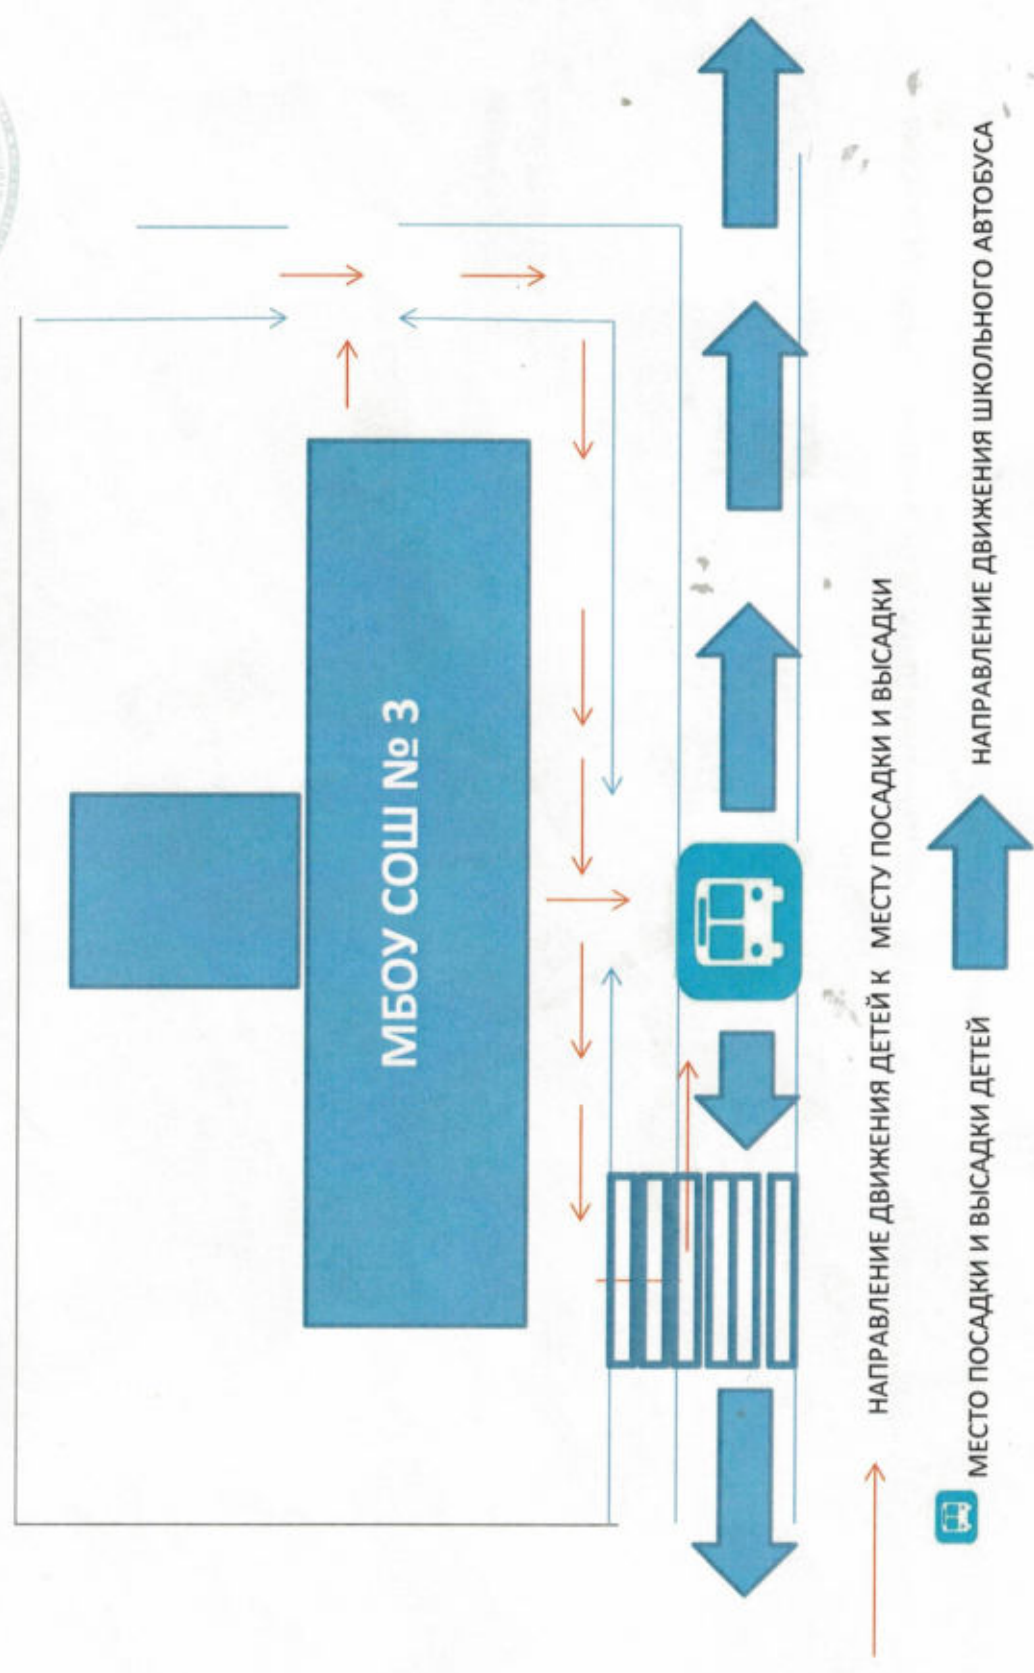 МБОУ СОШ № 3
НАПРАВЛЕНИЕ ДВИЖЕНИЯ ДЕТЕЙ К МЕСТУ ПОСАДКИ И ВЫСАДКИ
МЕСТО ПОСАДКИ И ВЫСАДКИ ДЕТЕЙ
НАПРАВЛЕНИЕ ДВИЖЕНИЯ ШКОЛЬНОГО АВТОБУСА